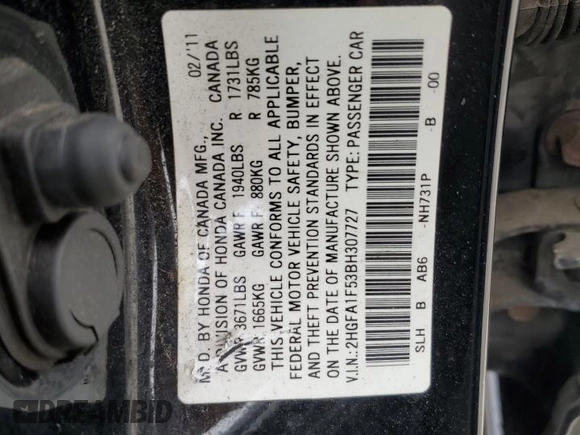 MFD. BY HONDA OF CANADA MFG., 02/'11
A DIVISION OF HONDA CANADA INC. CANADA
GVWR 3671LBS GAWR F 1940LBS R 1731LBS
GVWR 1665KG GAWR F 880KG R 785KG
THIS VEHICLE CONFORMS TO ALL APPLICABLE
FEDERAL MOTOR VEHICLE SAFETY, BUMPER,
AND THEFT PREVENTION STANDARDS IN EFFECT
ON THE DATE OF MANUFACTURE SHOWN ABOVE.
V.I.N.: 2HGFA1F53BH307727 TYPE: PASSENGER CAR
SLH B AB6 -NH731P -B -00
DREAMBID